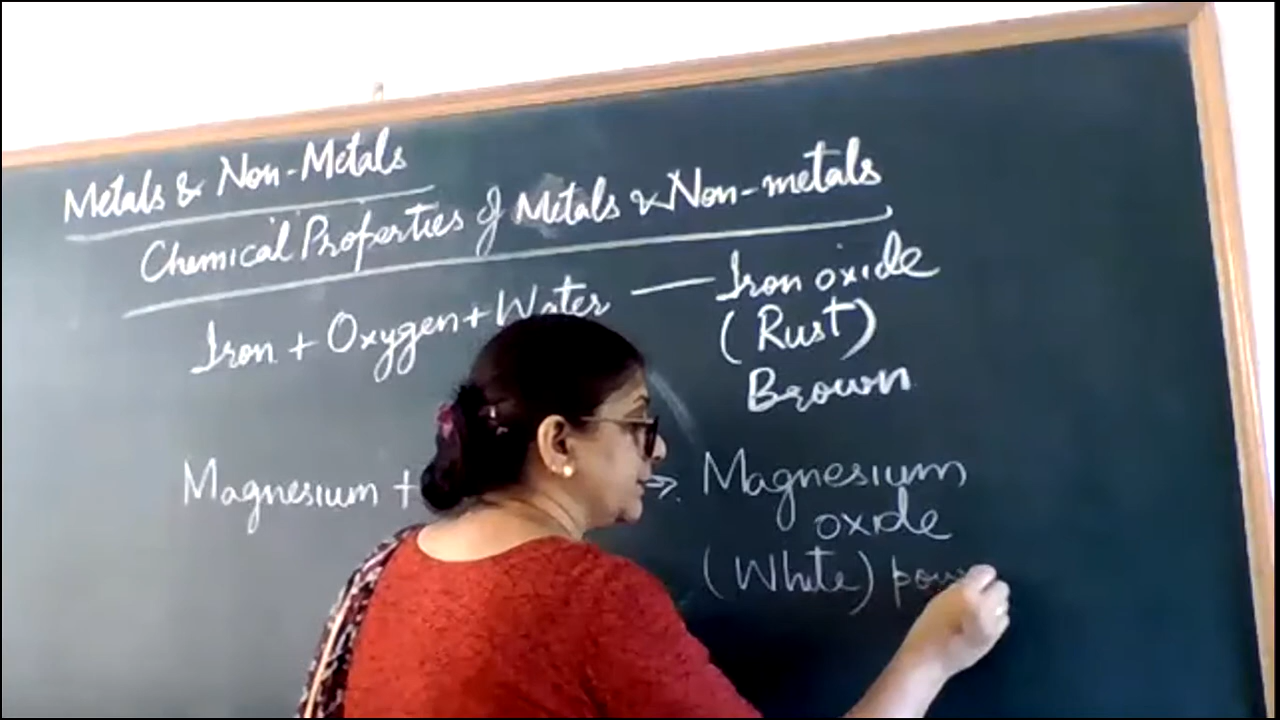 Metals & Non-Metals
Chemical Properties of Metals & Non-metals
Iron + Oxygen + Water — Iron oxide
(Rust)
Brown
Magnesium + → Magnesium
oxide
(White) pow